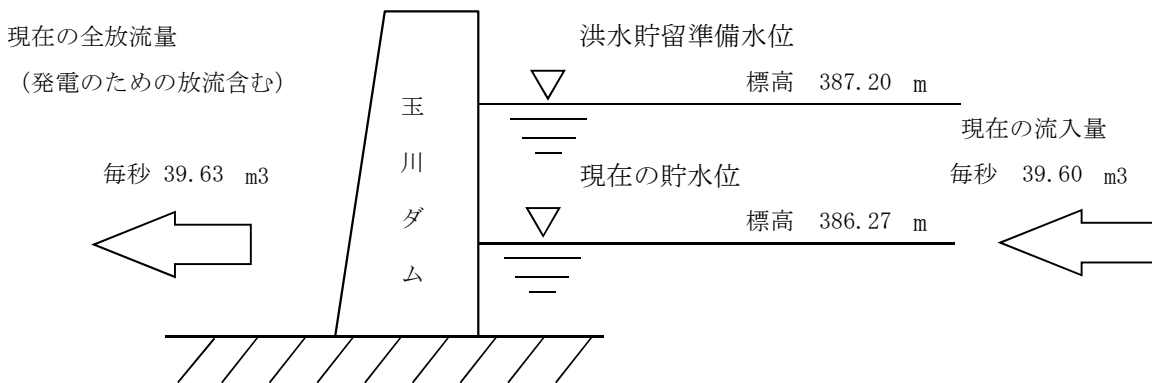 現在の全放流量
（発電のための放流含む）
毎秒 39.63 m3
玉川ダム
洪水貯留準備水位
標高 387.20 m
現在の貯水位
標高 386.27 m
現在の流入量
毎秒 39.60 m3